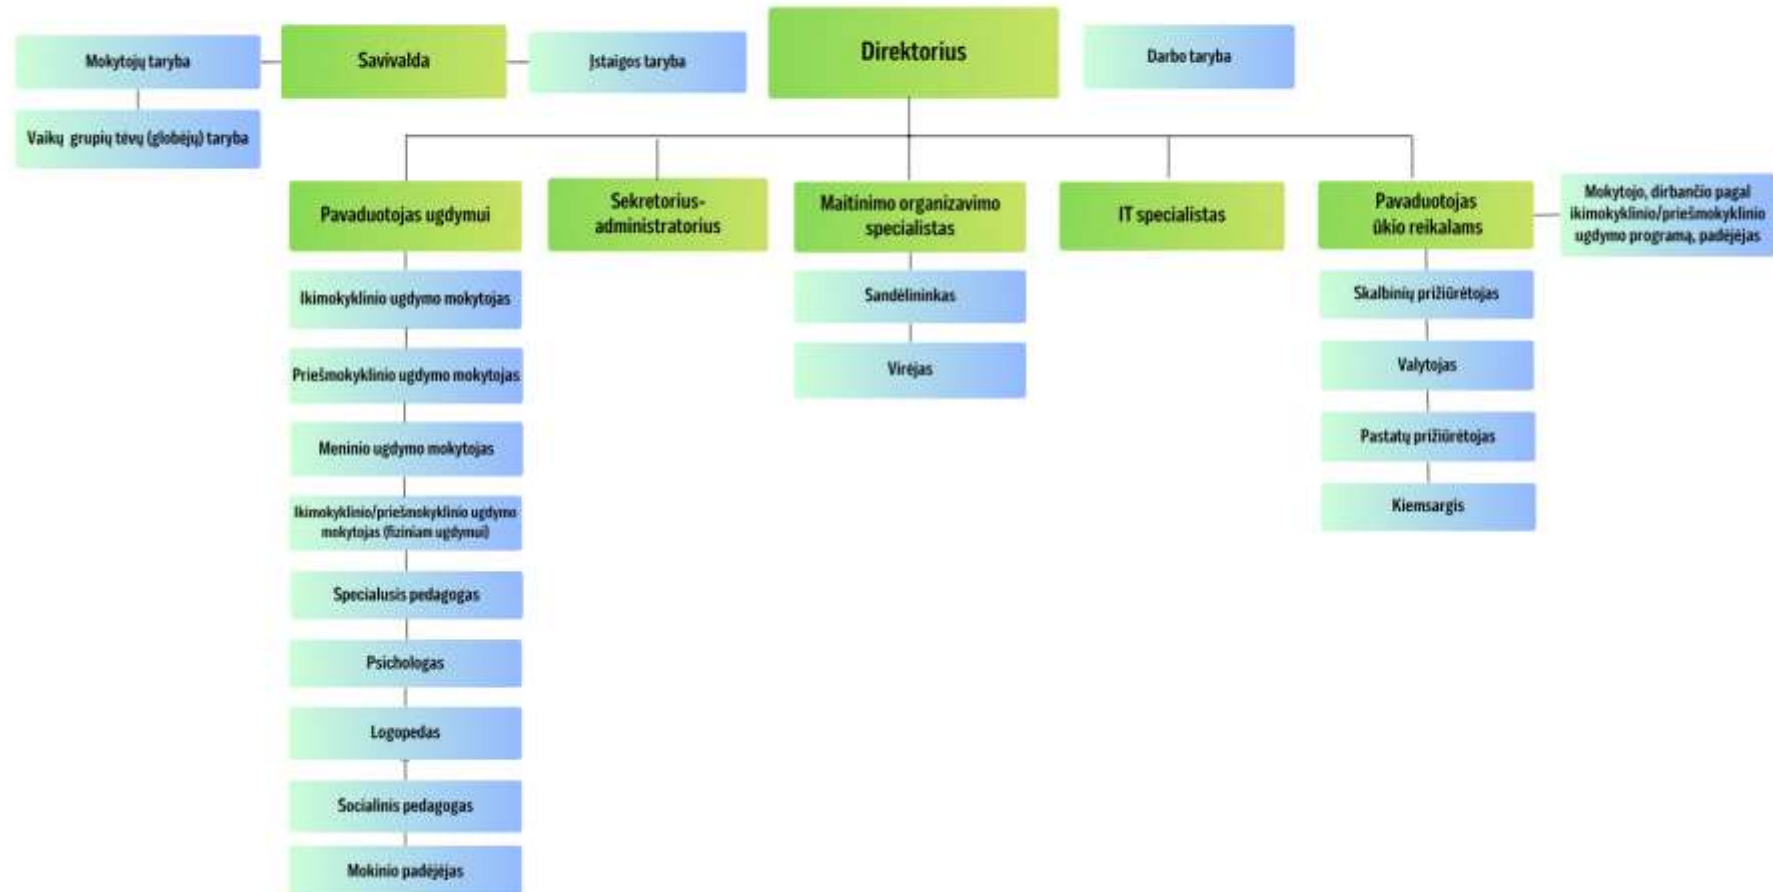 Mokytojų taryba
Savivalda
Įstaigos taryba
Direktorius
Darbo taryba
Vaikų grupių tėvų (globėjų) taryba
Pavaduotojas ugdymui
Sekretorius-
administratorius
Maitinimo organizavimo
specialistas
IT specialistas
Pavaduotojas
ūkio reikalams
Mokytojo, dirbančio pagal
ikimokyklinio/priešmokyklinio
ugdymo programą, padėjėjas
Ikimokyklinio ugdymo mokytojas
Priešmokyklinio ugdymo mokytojas
Meninio ugdymo mokytojas
Ikimokyklinio/priešmokyklinio ugdymo
mokytojas (fiziniam ugdymui)
Specialusis pedagogas
Psichologas
Logopedas
Socialinis pedagogas
Mokinio padėjėjas
Sandėlininkas
Virėjas
Skalbinių prižiūrėtojas
Valytojas
Pastatų prižiūrėtojas
Kiemsargis